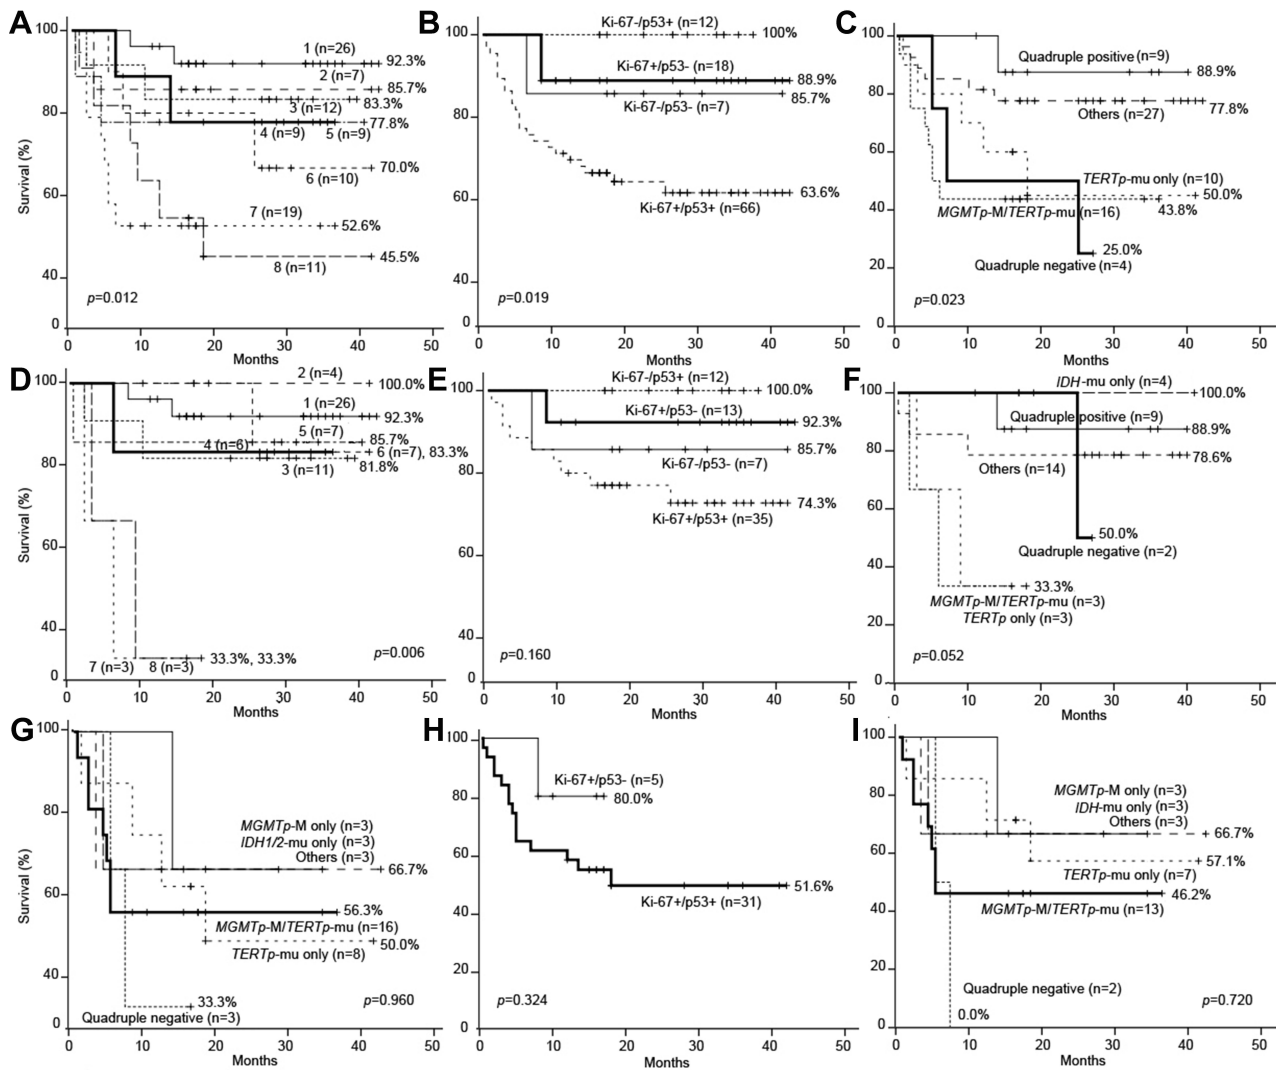 A
100
80
60
40
0
Survival (%)
1 (n=26)
92.3%
2 (n=7)
85.7%
3 (n=12)
83.3%
4 (n=9)
5 (n=9)
77.8%
70.0%
6 (n=10)
7 (n=19)
52.6%
45.5%
8 (n=11)
p=0.012
0 10 20 30 40 50
Months
B
100
80
60
40
0
Ki-67-/p53+ (n=12)
100%
Ki-67+/p53- (n=18)
88.9%
85.7%
Ki-67-/p53- (n=7)
63.6%
Ki-67+/p53+ (n=66)
p=0.019
0 10 20 30 40 50
Months
C
100
80
60
40
20
0
Quadruple positive (n=9)
88.9%
77.8%
Others (n=27)
TERTp-mu only (n=10)
50.0%
MGMTp-M/TERTp-mu (n=16)
43.8%
25.0%
Quadruple negative (n=4)
p=0.023
0 10 20 30 40 50
Months
D
100
80
60
40
0
Survival (%)
2 (n=4)
100.0%
1 (n=26)
92.3%
5 (n=7)
85.7%
4 (n=6)
6 (n=7), 83.3%
3 (n=11)
81.8%
33.3%, 33.3%
7 (n=3)
8 (n=3)
p=0.006
0 10 20 30 40 50
Months
E
100
80
60
40
0
Ki-67-/p53+ (n=12)
100.0%
Ki-67+/p53- (n=13)
92.3%
85.7%
Ki-67-/p53- (n=7)
74.3%
Ki-67+/p53+ (n=35)
p=0.160
0 10 20 30 40 50
Months
F
100
80
60
40
20
0
IDH-mu only (n=4)
100.0%
Quadruple positive (n=9)
88.9%
78.6%
Others (n=14)
50.0%
Quadruple negative (n=2)
33.3%
MGMTp-M/TERTp-mu (n=3)
TERTp only (n=3)
p=0.052
0 10 20 30 40 50
Months
G
100
80
60
40
0
Survival (%)
MGMTp-M only (n=3)
IDH1/2-mu only (n=3)
Others (n=3)
66.7%
56.3%
MGMTp-M/TERTp-mu (n=16)
50.0%
TERTp-mu only (n=8)
33.3%
Quadruple negative (n=3)
p=0.960
0 10 20 30 40 50
Months
H
100
80
60
40
20
0
Ki-67+/p53- (n=5)
80.0%
51.6%
Ki-67+/p53+ (n=31)
p=0.324
0 10 20 30 40 50
Months
I
100
80
60
40
20
0
MGMTp-M only (n=3)
IDH-mu only (n=3)
Others (n=3)
66.7%
57.1%
TERTp-mu only (n=7)
46.2%
MGMTp-M/TERTp-mu (n=13)
Quadruple negative (n=2)
0.0%
p=0.720
0 10 20 30 40 50
Months